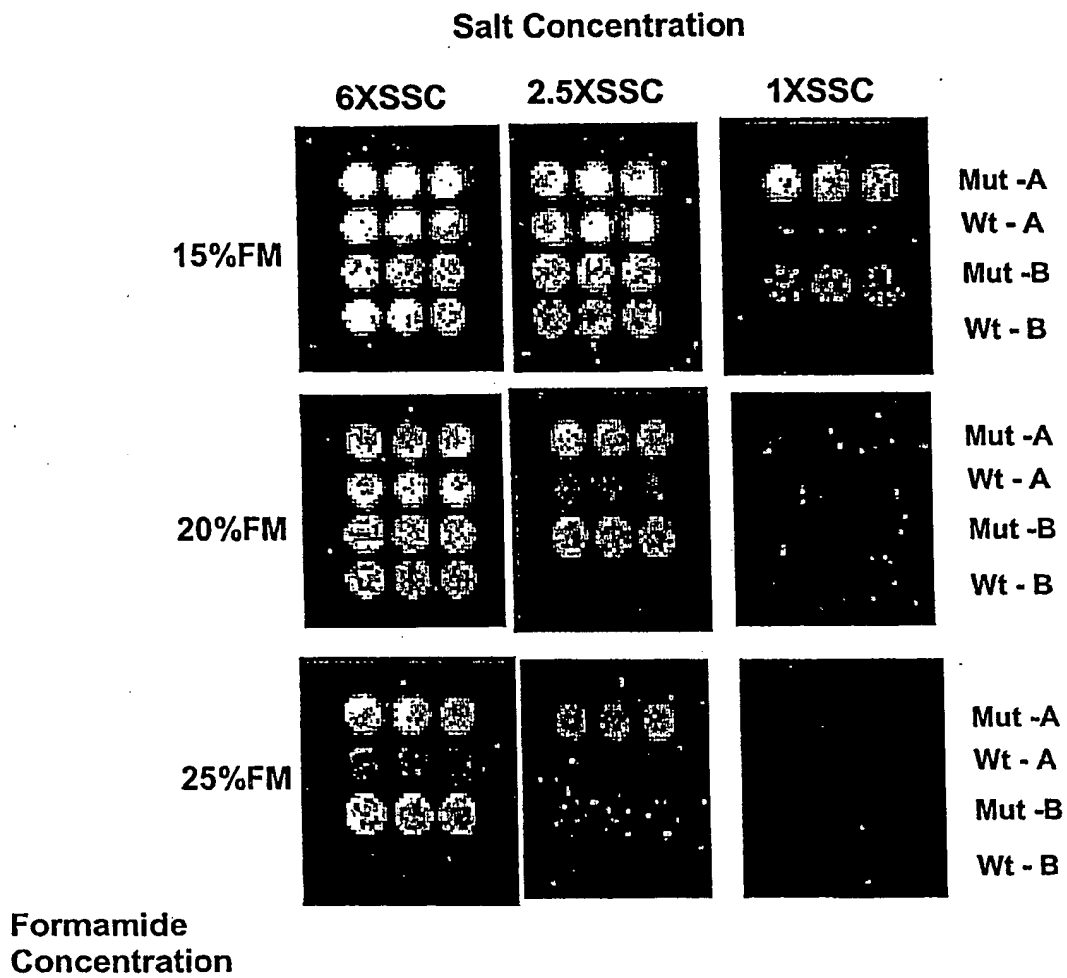 Salt Concentration
6XSSC 2.5XSSC 1XSSC
15%FM
Mut -A
Wt - A
Mut -B
Wt - B
20%FM
Mut -A
Wt - A
Mut -B
Wt - B
25%FM
Mut -A
Wt - A
Mut -B
Wt - B
Formamide
Concentration